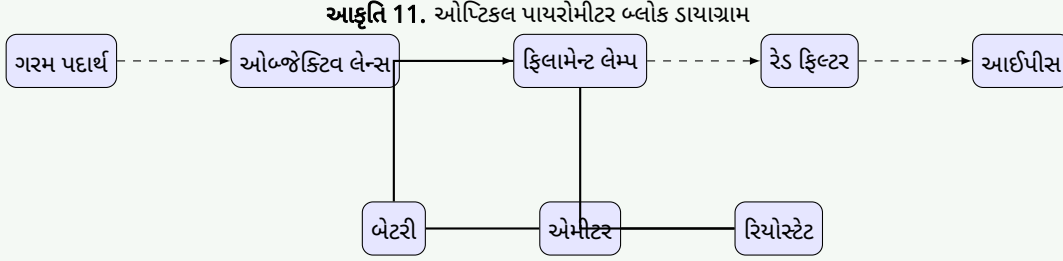 આકૃતિ 11. ઓપ્ટિકલ પાયરોમીટર બ્લોક ડાયાગ્રામ
ગરમ પદાર્થ
ઓબ્જેક્ટિવ લેન્સ
ફિલામેન્ટ લેમ્પ
રેડ ફિલ્ટર
આઈપીસ
બેટરી
એમીટર
રિયોસ્ટેટ